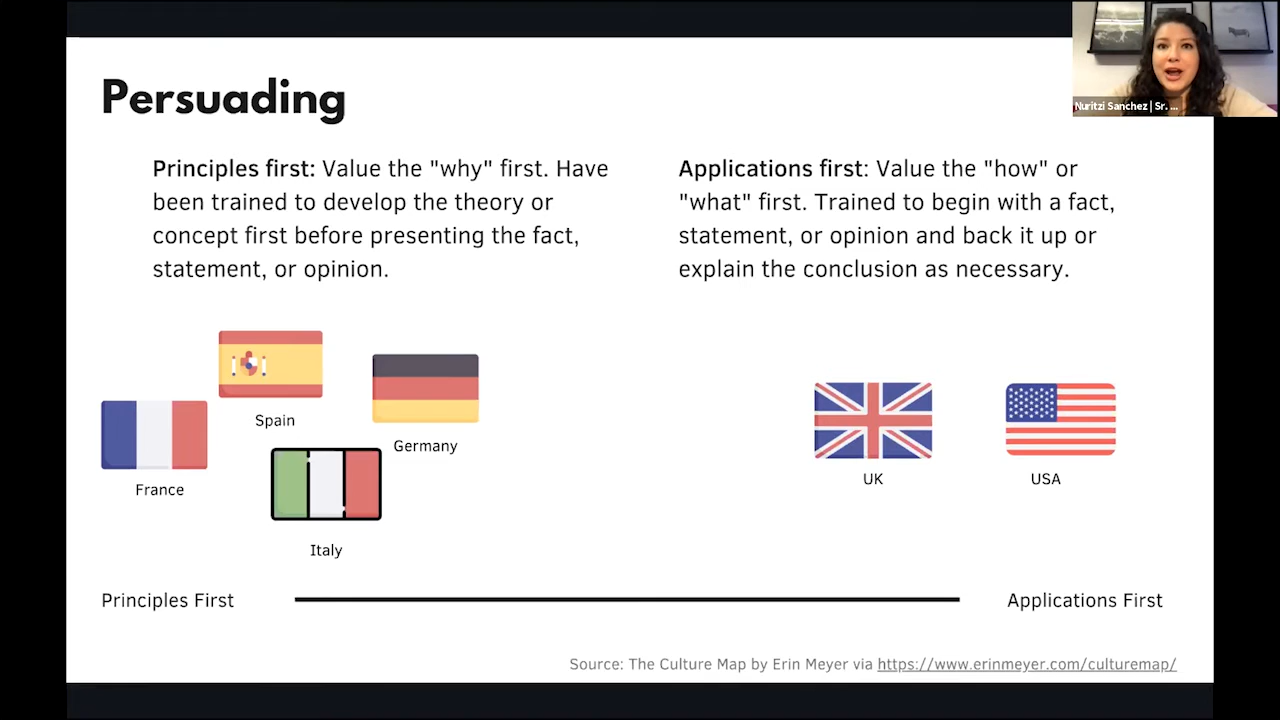 Persuading
Nuritzi Sanchez | Sr. ...
Principles first: Value the "why" first. Have
been trained to develop the theory or
concept first before presenting the fact,
statement, or opinion.
Applications first: Value the "how" or
"what" first. Trained to begin with a fact,
statement, or opinion and back it up or
explain the conclusion as necessary.
Spain
Germany
France
Italy
UK
USA
Principles First
Applications First
Source: The Culture Map by Erin Meyer via https://www.erinmeyer.com/culturemap/